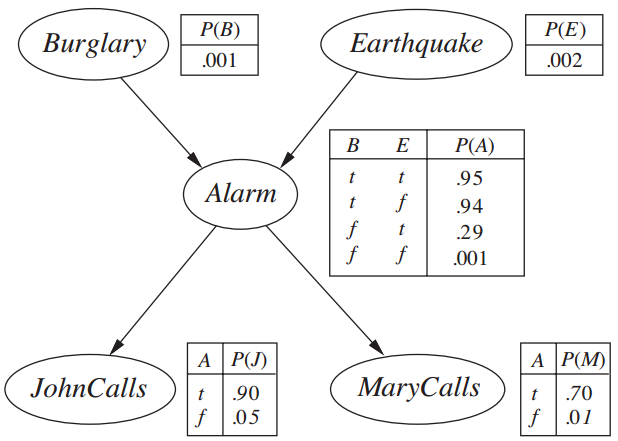 Burglary
P(B)
.001
Earthquake
P(E)
.002
Alarm
B E P(A)
t t .95
t f .94
f t .29
f f .001
JohnCalls
A P(J)
t .90
f .05
MaryCalls
A P(M)
t .70
f .01